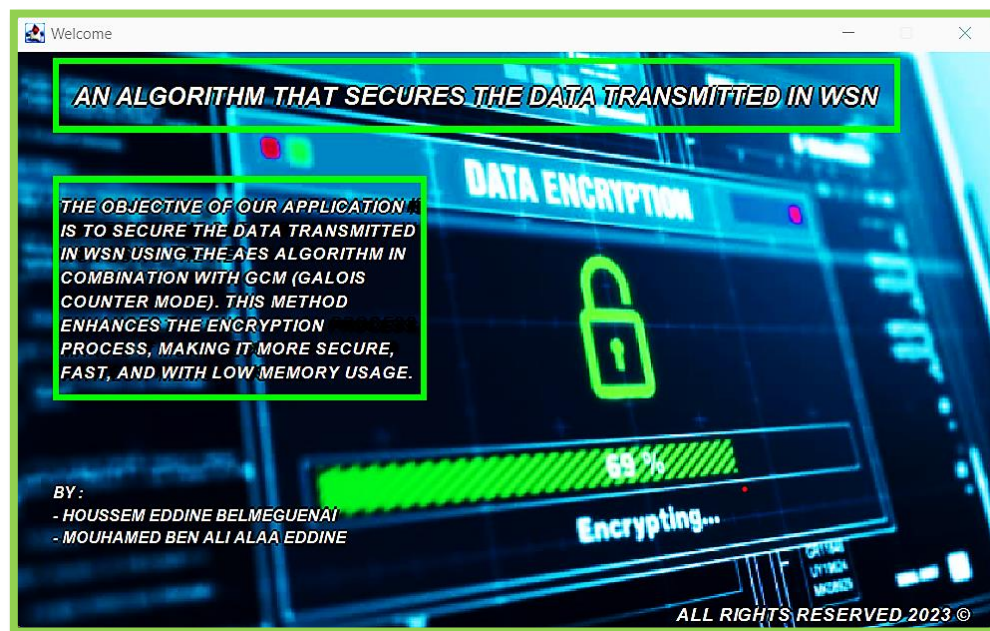 Welcome
AN ALGORITHM THAT SECURES THE DATA TRANSMITTED IN WSN
DATA ENCRYPTION
THE OBJECTIVE OF OUR APPLICATION
IS TO SECURE THE DATA TRANSMITTED
IN WSN USING THE AES ALGORITHM IN
COMBINATION WITH GCM (GALOIS
COUNTER MODE). THIS METHOD
ENHANCES THE ENCRYPTION
PROCESS, MAKING IT MORE SECURE,
FAST, AND WITH LOW MEMORY USAGE.
69 %
Encrypting...
BY :
- HOUSSEM EDDINE BELMEGUENAI
- MOUHAMED BEN ALI ALAA EDDINE
ALL RIGHTS RESERVED 2023 ©